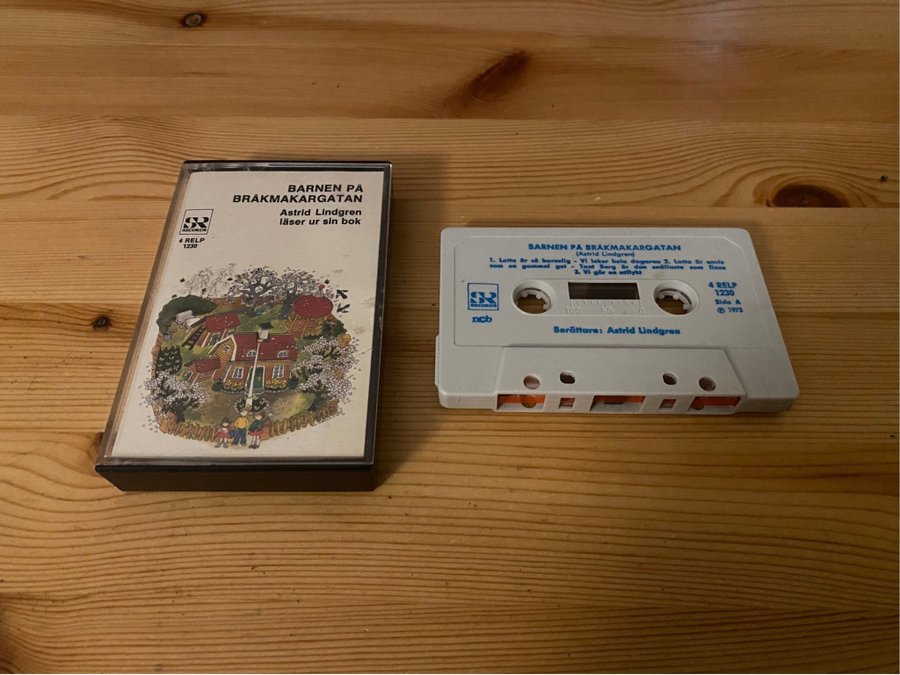 BARNEN PÅ
BRÅKMAKARGATAN
Astrid Lindgren
läser ur sin bok
SR
RECORDS
4 RELP
1230
BARNEN PÅ BRÅKMAKARGATAN
(Astrid Lindgren)
1. Lotta är så barnslig - Vi leker hela dagarna 2. Lotta är envis
som en gammal get - Tant Berg är den snällaste som finns
3. Vi går en utflykt
SR
RECORDS
ncb
4 RELP
1230
Side A
℗ 1975
100 50 0
Berättare: Astrid Lindgren